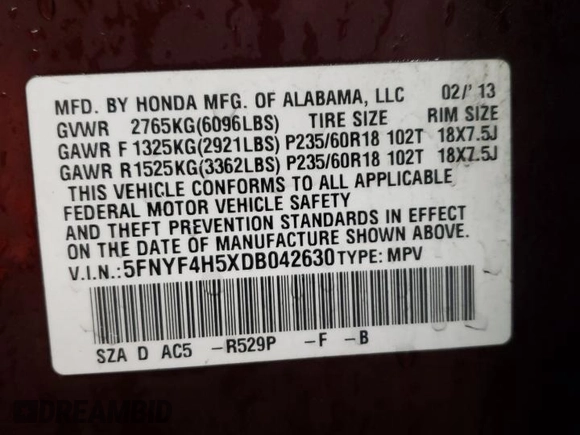 MFD. BY HONDA MFG. OF ALABAMA, LLC 02/'13
GVWR 2765KG(6096LBS) TIRE SIZE RIM SIZE
GAWR F 1325KG(2921LBS) P235/60R18 102T 18X7.5J
GAWR R 1525KG(3362LBS) P235/60R18 102T 18X7.5J
THIS VEHICLE CONFORMS TO ALL APPLICABLE
FEDERAL MOTOR VEHICLE SAFETY
AND THEFT PREVENTION STANDARDS IN EFFECT
ON THE DATE OF MANUFACTURE SHOWN ABOVE.
V.I.N.: 5FNYF4H5XDB042630 TYPE: MPV
SZA D AC5 -R529P -F -B
DREAMBID